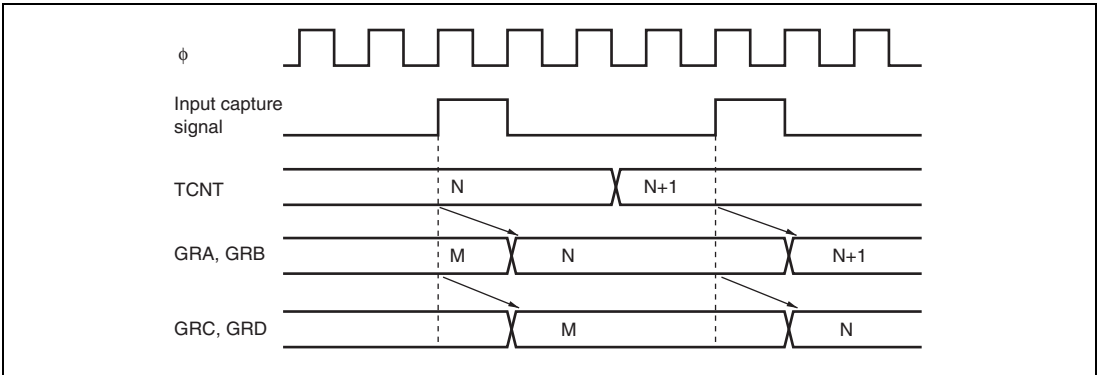 ϕ
Input capture
signal
TCNT
N
N+1
GRA, GRB
M
N
N+1
GRC, GRD
M
N